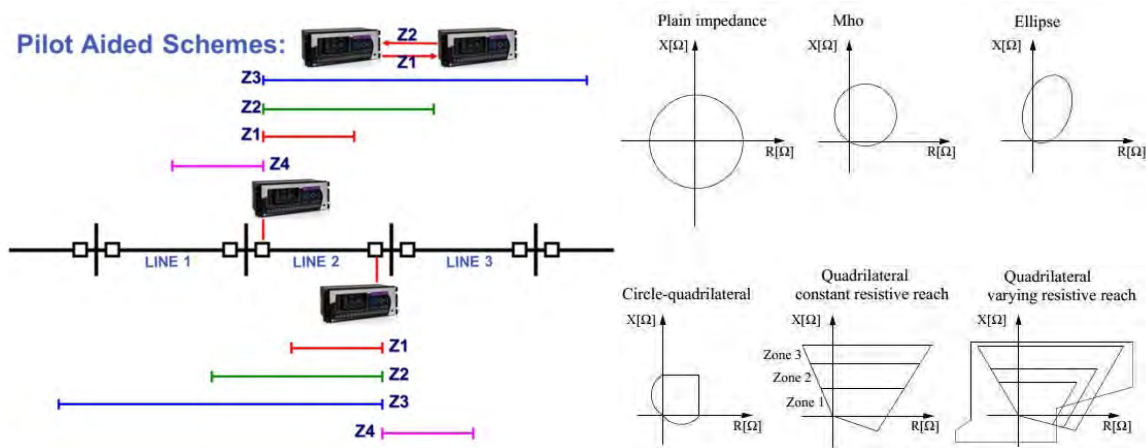 Pilot Aided Schemes:
Z2
Z1
Z3
Z2
Z1
Z4
LINE 1
LINE 2
LINE 3
Z1
Z2
Z3
Z4
Plain impedance
X[Ω]
R[Ω]
Mho
X[Ω]
R[Ω]
Ellipse
X[Ω]
R[Ω]
Circle-quadrilateral
X[Ω]
R[Ω]
Quadrilateral
constant resistive reach
X[Ω]
Zone 3
Zone 2
Zone 1
R[Ω]
Quadrilateral
varying resistive reach
X[Ω]
R[Ω]